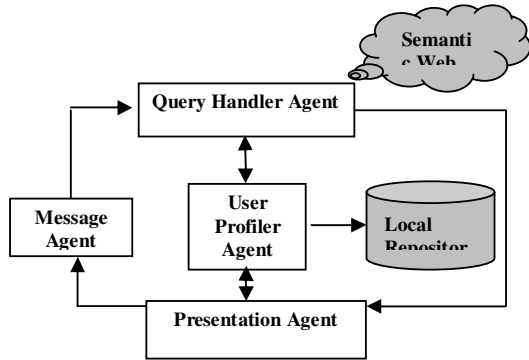 Semanti
c Web
Query Handler Agent
User
Profiler
Agent
Message
Agent
Local
Repositor
Presentation Agent